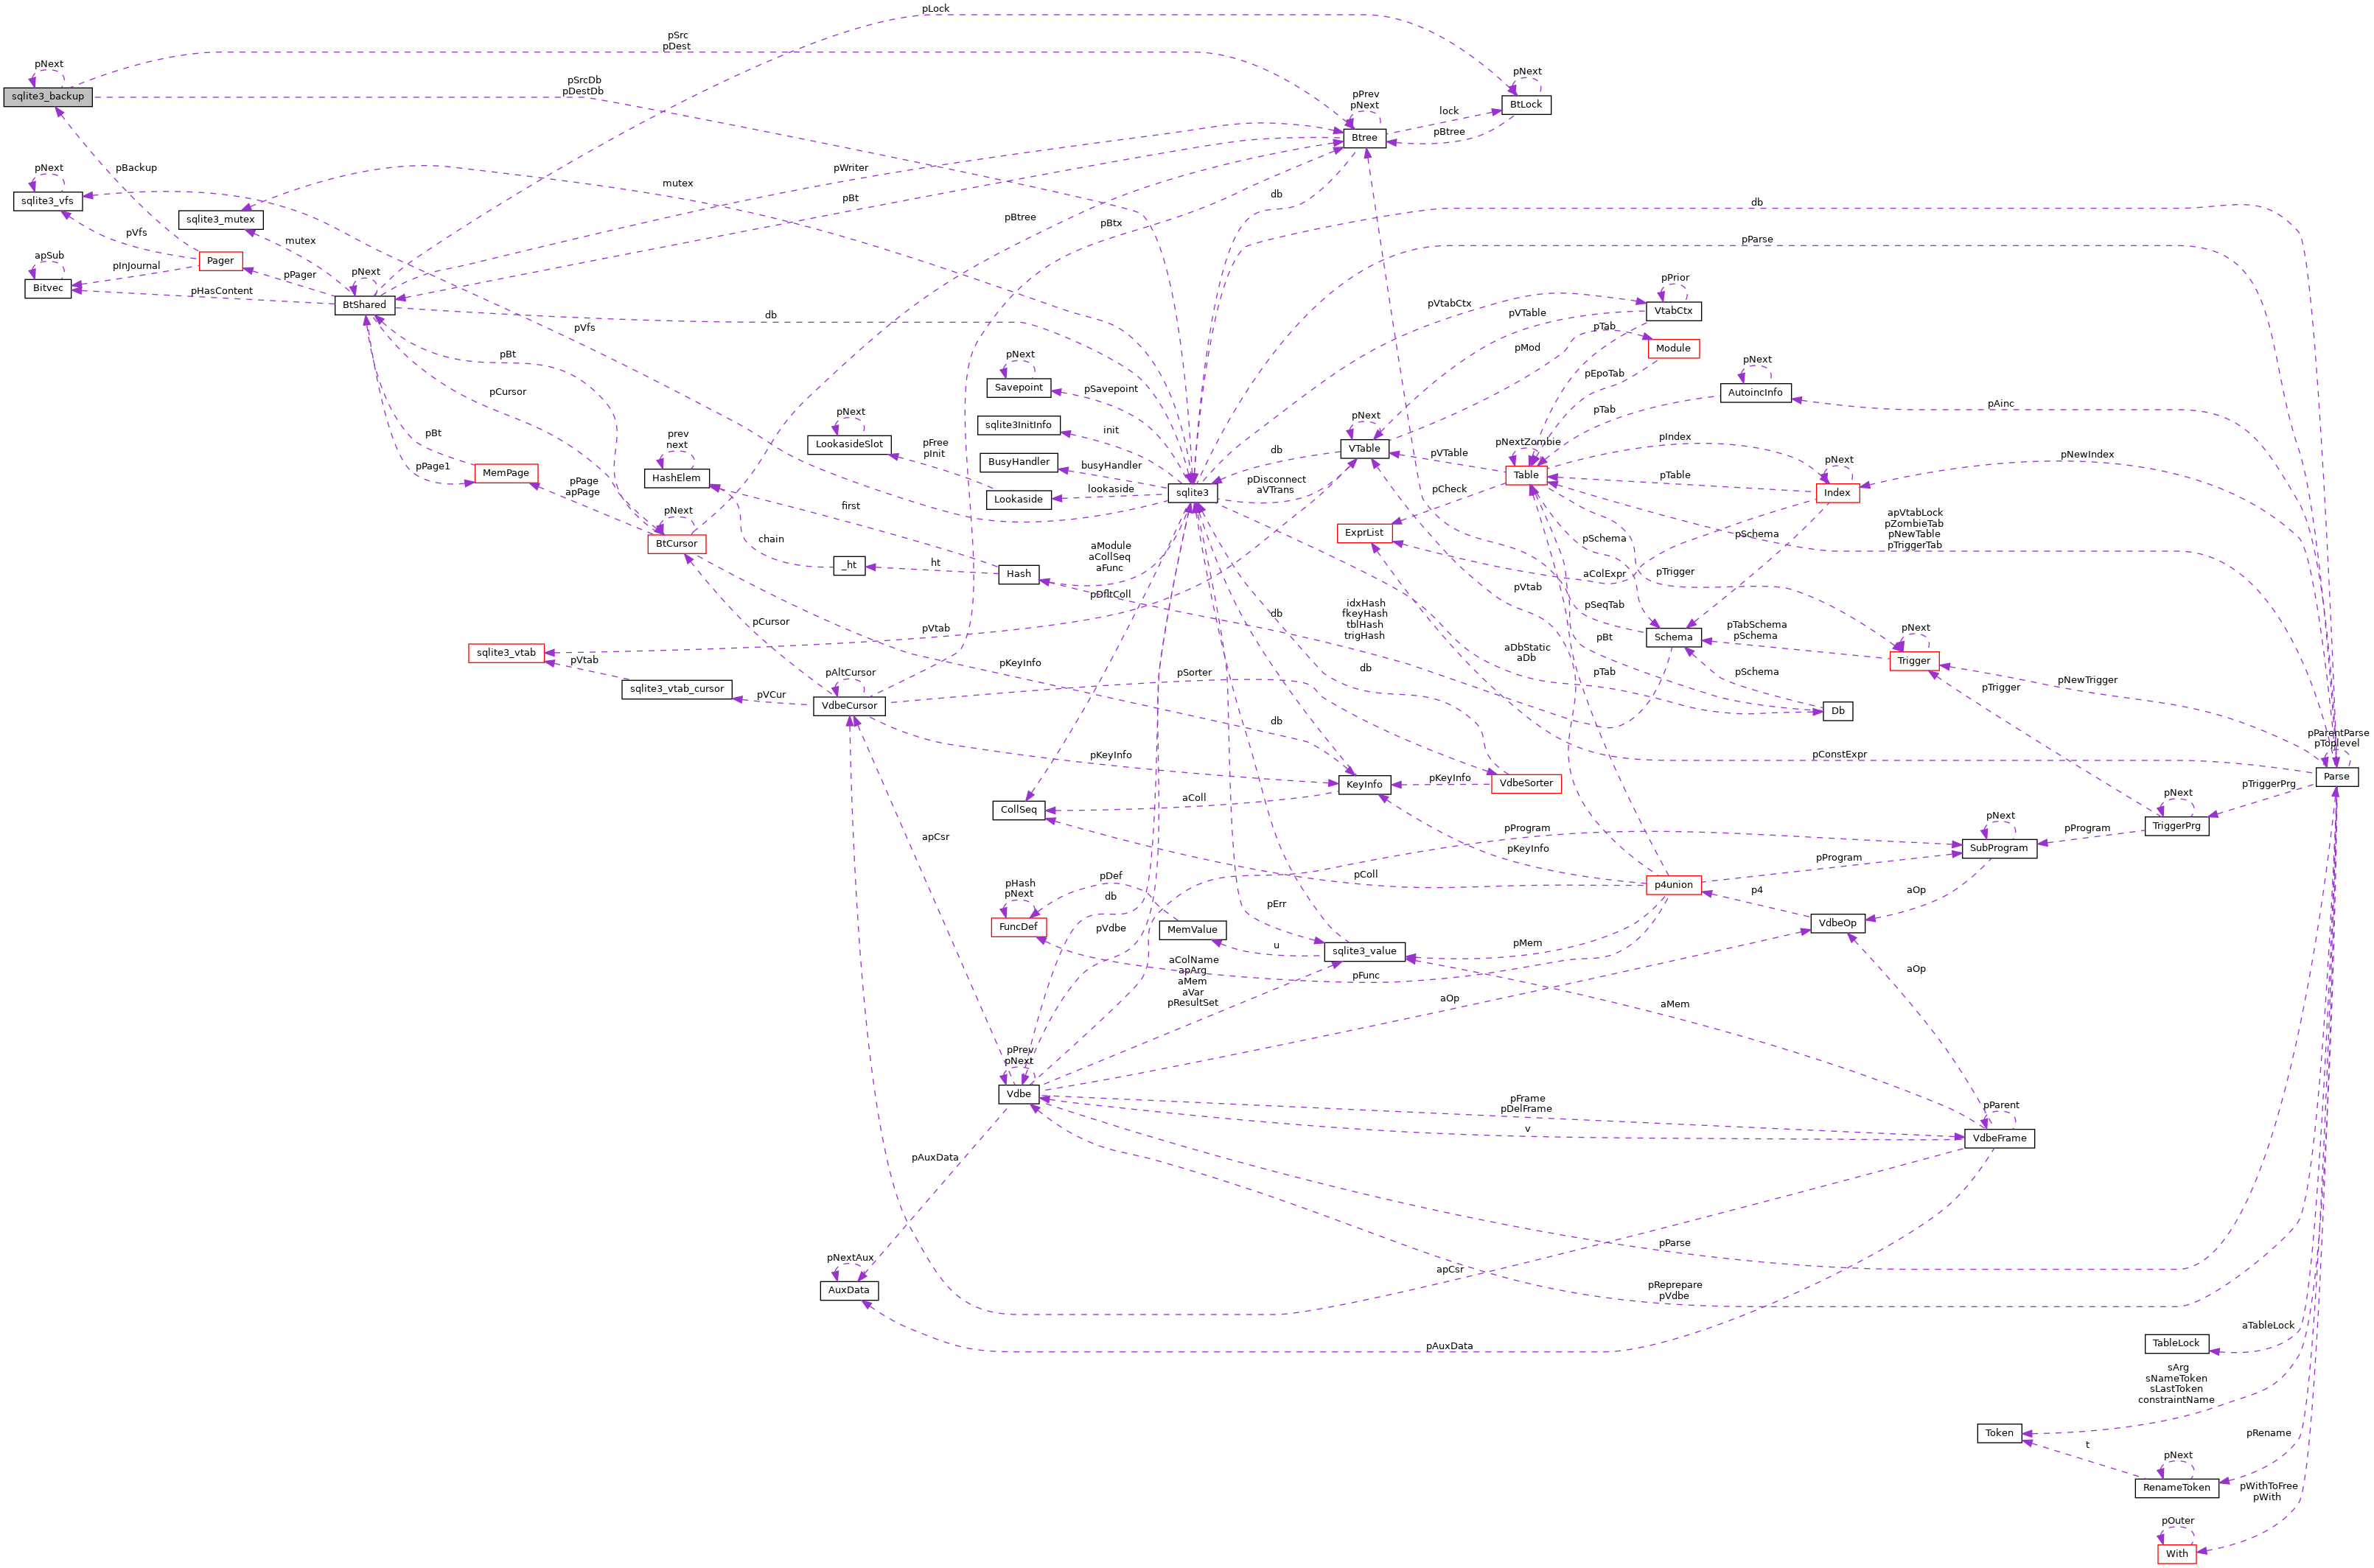 pLock
pSrc
pDest
pNext
sqlite3_backup
pSrcDb
pDestDb
pNext
BtLock
pPrev
pNext
Btree
lock
pBtree
pBackup
pNext
sqlite3_vfs
pWriter
mutex
pBt
db
db
sqlite3_mutex
pBtree
pBtx
pVfs
mutex
pParse
apSub
Pager
pInJournal
pPager
pNext
Bitvec
pHasContent
BtShared
pPrior
pVtabCtx
VtabCtx
pVTable
db
pVfs
pTab
pBt
pNext
Savepoint
pSavepoint
pMod
Module
pNext
AutoincInfo
pEpoTab
pCursor
pAinc
pTab
pNext
LookasideSlot
sqlite3InitInfo
init
pNext
VTable
pNextZombie
pIndex
pBt
prev
next
pFree
pInit
db
pVTable
pNewIndex
pPage1
MemPage
HashElem
BusyHandler
busyHandler
Table
pTable
pNext
Index
pPage
apPage
Lookaside
lookaside
sqlite3
pDisconnect
aVTrans
pCheck
first
pNext
BtCursor
chain
aModule
aCollSeq
aFunc
ExprList
pSchema
pSchema
apVtabLock
pZombieTab
pNewTable
pTriggerTab
_ht
ht
Hash
aColExpr
pTrigger
pVtab
pDfltColl
idxHash
fkeyHash
tblHash
trigHash
db
pSeqTab
pCursor
pVtab
Schema
pTabSchema
pSchema
pNext
Trigger
pBt
sqlite3_vtab
pVtab
pKeyInfo
pSorter
db
aDbStatic
aDb
pTab
pSchema
pNewTrigger
pTrigger
sqlite3_vtab_cursor
pVCur
pAltCursor
VdbeCursor
Db
db
pParentParse
pToplevel
pKeyInfo
pConstExpr
Parse
KeyInfo
pKeyInfo
VdbeSorter
pTriggerPrg
aColl
CollSeq
pNext
TriggerPrg
apCsr
pProgram
pNext
SubProgram
pProgram
pKeyInfo
pProgram
pColl
p4union
p4
aOp
pHash
pNext
FuncDef
pDef
db
pErr
pVdbe
MemValue
u
sqlite3_value
pMem
VdbeOp
aColName
apArg
aMem
aVar
pResultSet
pFunc
aOp
aOp
aMem
pPrev
pNext
Vdbe
pFrame
pDelFrame
pParent
v
VdbeFrame
pAuxData
pParse
pNextAux
AuxData
apCsr
pReprepare
pVdbe
pAuxData
aTableLock
TableLock
sArg
sNameToken
sLastToken
constraintName
Token
t
pRename
pNext
RenameToken
pWithToFree
pWith
pOuter
With